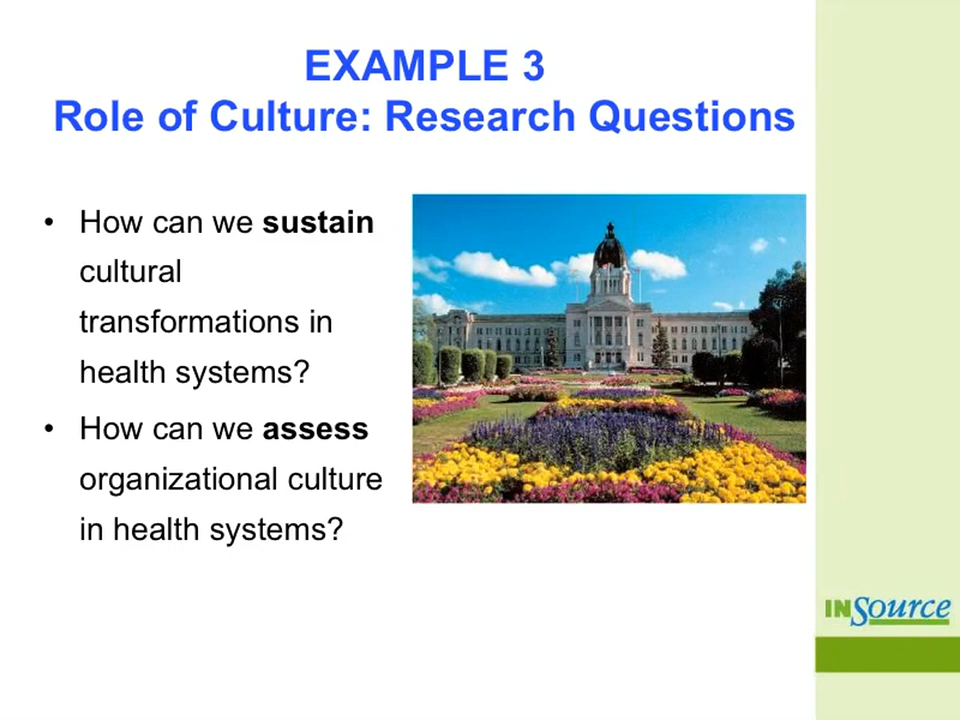 EXAMPLE 3
Role of Culture: Research Questions
• How can we sustain
cultural
transformations in
health systems?
• How can we assess
organizational culture
in health systems?
INSource